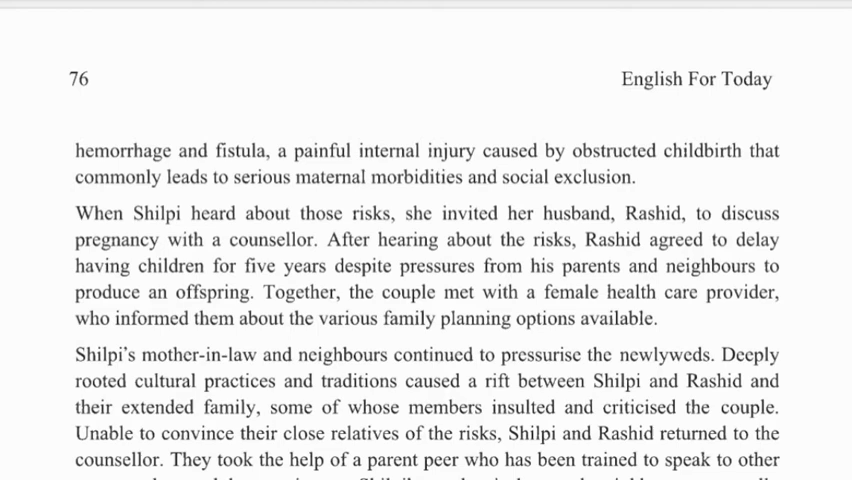 76
English For Today
hemorrhage and fistula, a painful internal injury caused by obstructed childbirth that
commonly leads to serious maternal morbidities and social exclusion.
When Shilpi heard about those risks, she invited her husband, Rashid, to discuss
pregnancy with a counsellor. After hearing about the risks, Rashid agreed to delay
having children for five years despite pressures from his parents and neighbours to
produce an offspring. Together, the couple met with a female health care provider,
who informed them about the various family planning options available.
Shilpi's mother-in-law and neighbours continued to pressurise the newlyweds. Deeply
rooted cultural practices and traditions caused a rift between Shilpi and Rashid and
their extended family, some of whose members insulted and criticised the couple.
Unable to convince their close relatives of the risks, Shilpi and Rashid returned to the
counsellor. They took the help of a parent peer who has been trained to speak to other